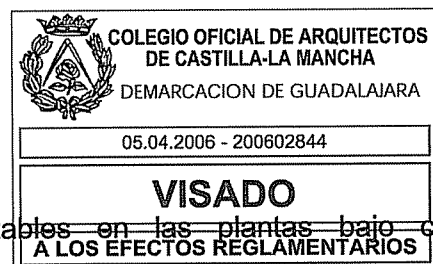 COLEGIO OFICIAL DE ARQUITECTOS
DE CASTILLA-LA MANCHA
DEMARCACION DE GUADALAJARA
05.04.2006 - 200602844
VISADO
en las plantas bajo
A LOS EFECTOS REGLAMENTARIOS